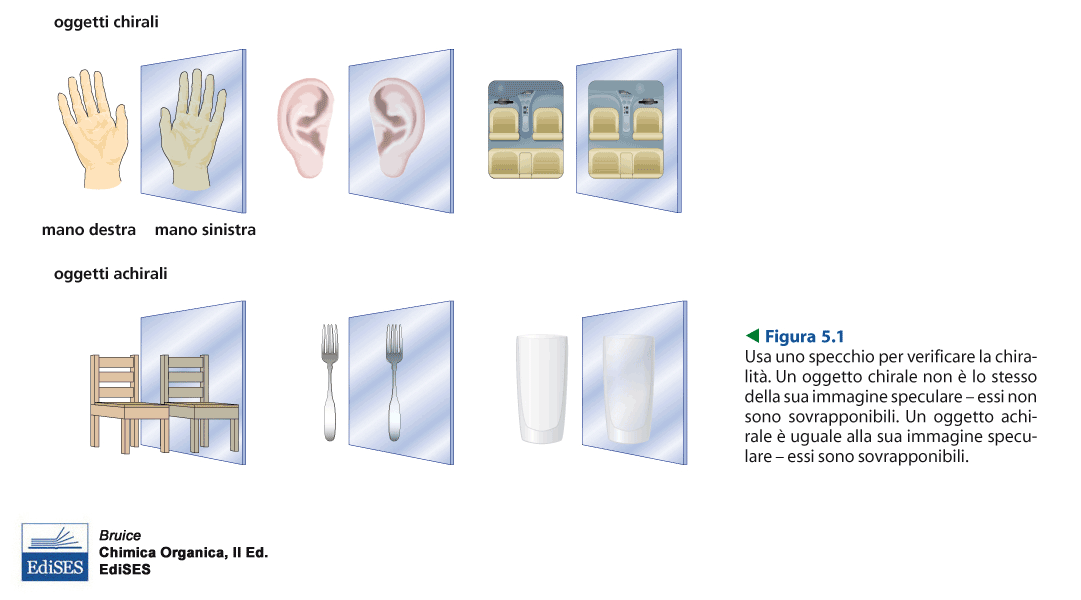 oggetti chirali
mano destra
mano sinistra
oggetti achirali
Figura 5.1
Usa uno specchio per verificare la chira-
lità. Un oggetto chirale non è lo stesso
della sua immagine speculare – essi non
sono sovrapponibili. Un oggetto achi-
rale è uguale alla sua immagine specu-
lare – essi sono sovrapponibili.
EdiSES
Bruice
Chimica Organica, II Ed.
EdiSES